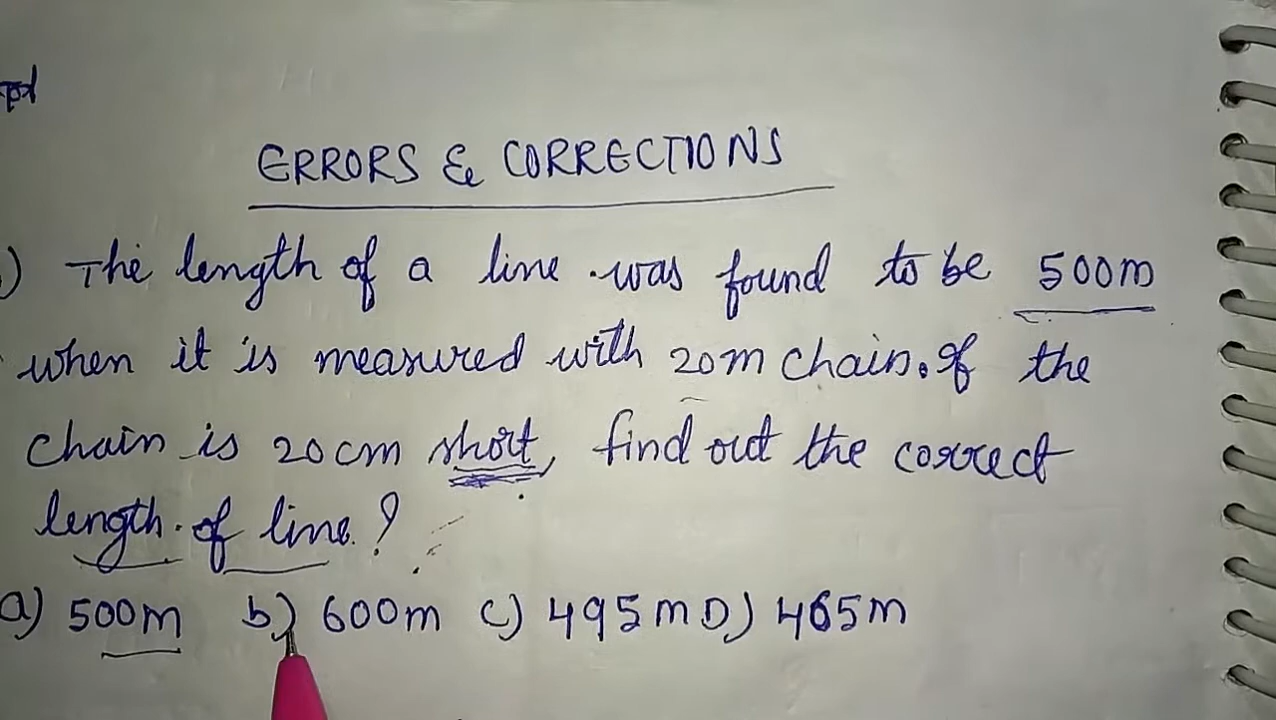 ERRORS & CORRECTIONS
) The length of a line was found to be 500m
when it is measured with 20m chain. If the
chain is 20cm short, find out the correct
length of line?
a) 500m b) 600m c) 495m D) 465m